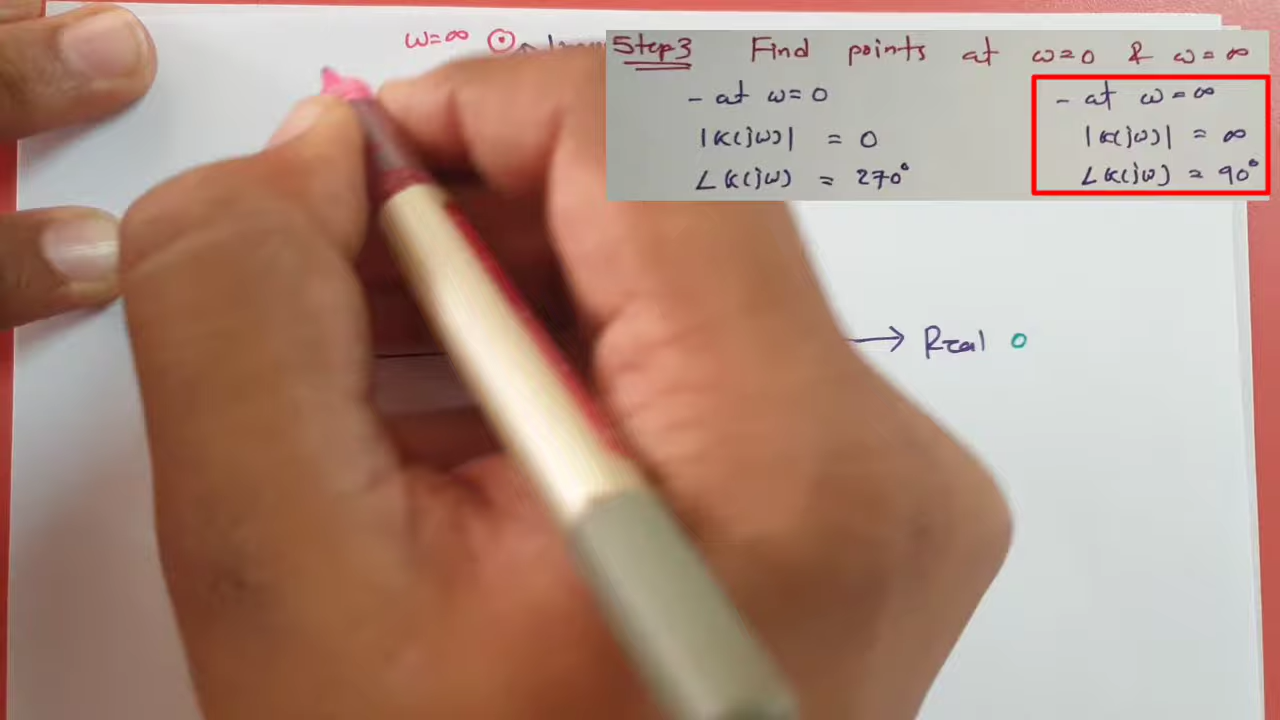 ω=∞
Step3 Find points at ω=0 & ω=∞
- at ω=0
|K(jω)| = 0
∠K(jω) = 270°
- at ω=∞
|K(jω)| = ∞
∠K(jω) = 90°
Real 0